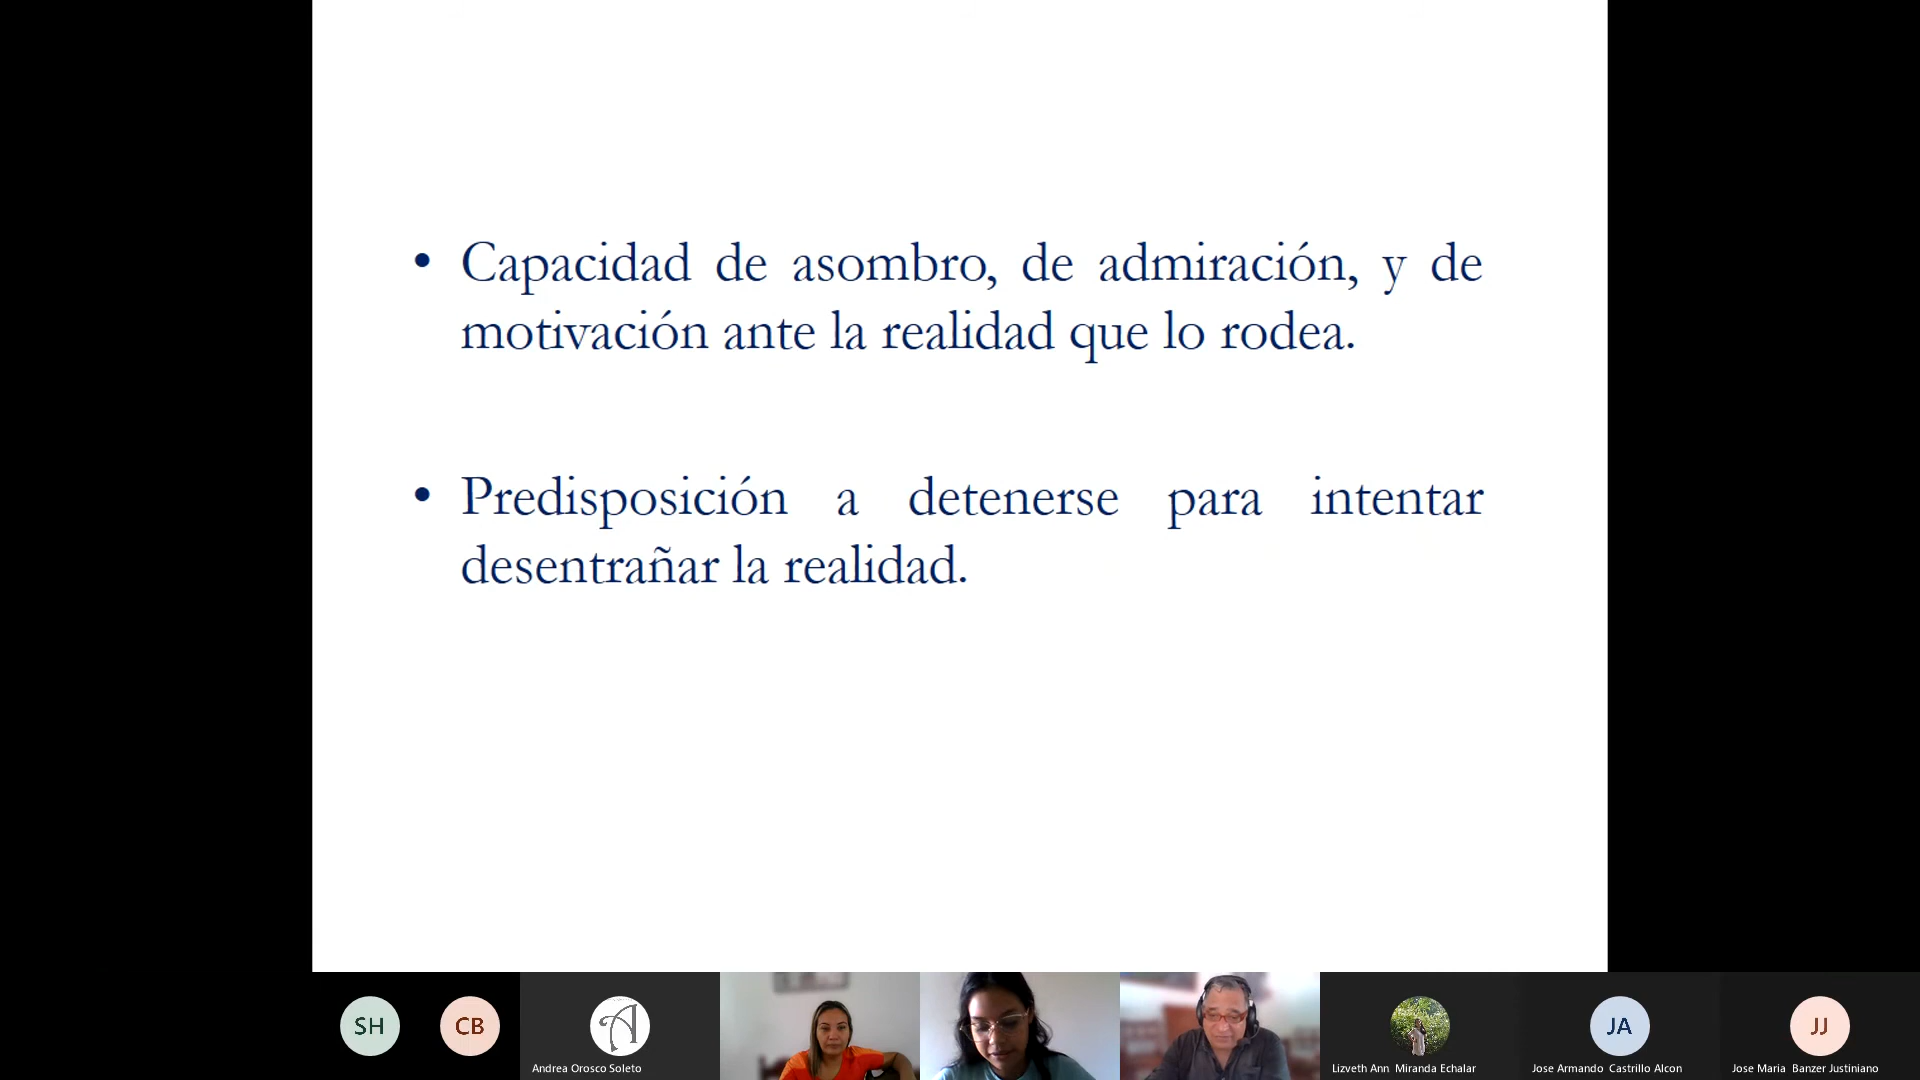 • Capacidad de asombro, de admiración, y de
motivación ante la realidad que lo rodea.
• Predisposición a detenerse para intentar
desentrañar la realidad.
SH
CB
A
Andrea Orosco Soleto
Lizveth Ann Miranda Echalar
JA
Jose Armando Castrillo Alcon
JJ
Jose Maria Banzer Justiniano